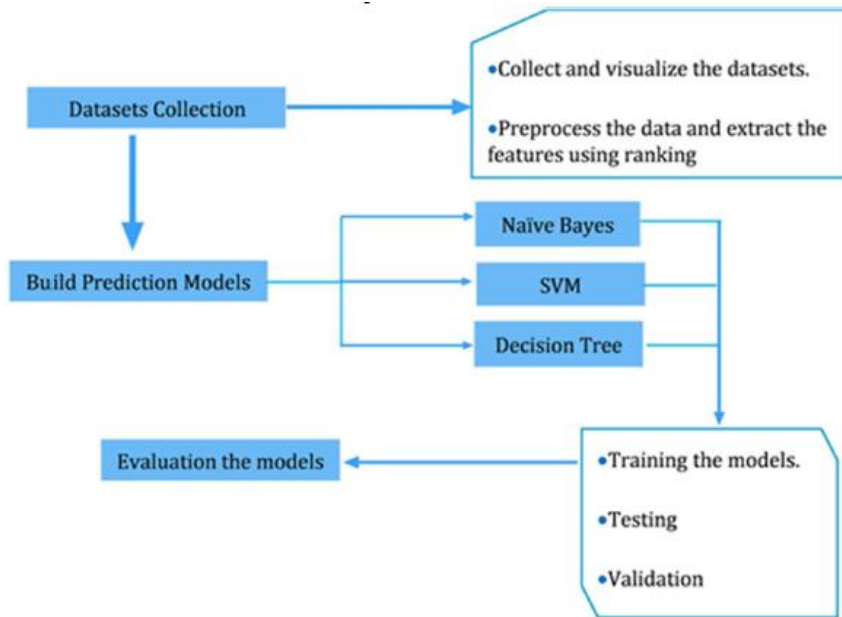 Datasets Collection
•Collect and visualize the datasets.
•Preprocess the data and extract the
features using ranking
Build Prediction Models
Naïve Bayes
SVM
Decision Tree
Evaluation the models
•Training the models.
•Testing
•Validation